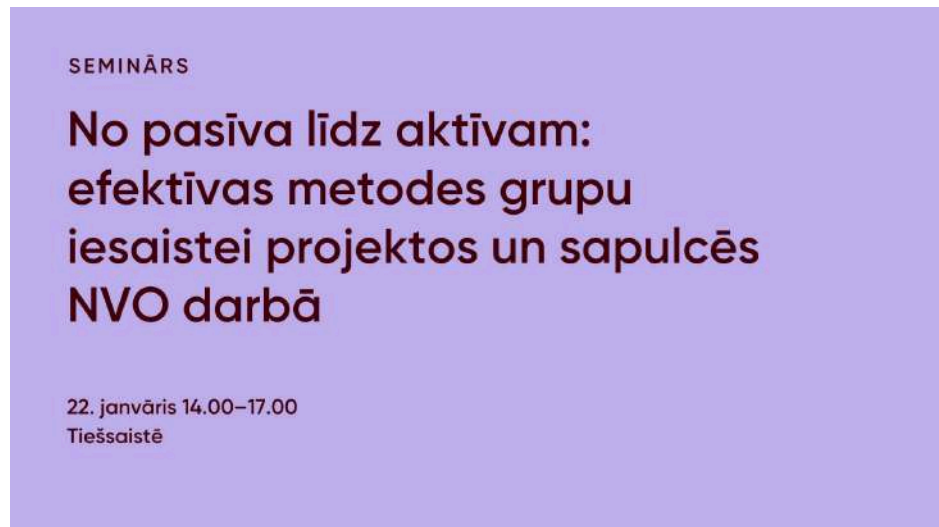 SEMINĀRS
No pasīva līdz aktīvam:
efektīvas metodes grupu
iesaistei projektos un sapulcēs
NVO darbā
22. janvāris 14.00–17.00
Tiešsaistē